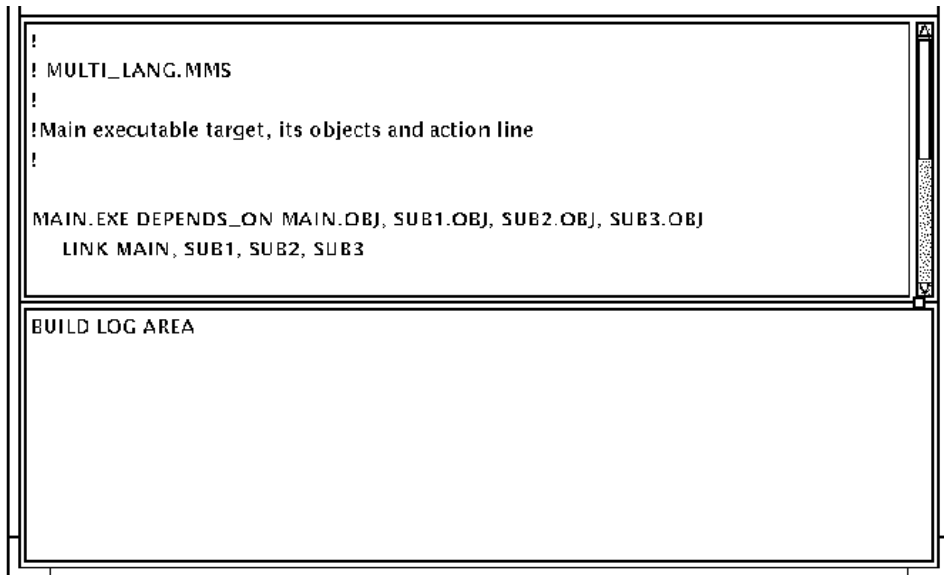 !
! MULTI_LANG.MMS
!
!Main executable target, its objects and action line
!
MAIN.EXE DEPENDS_ON MAIN.OBJ, SUB1.OBJ, SUB2.OBJ, SUB3.OBJ
LINK MAIN, SUB1, SUB2, SUB3
BUILD LOG AREA